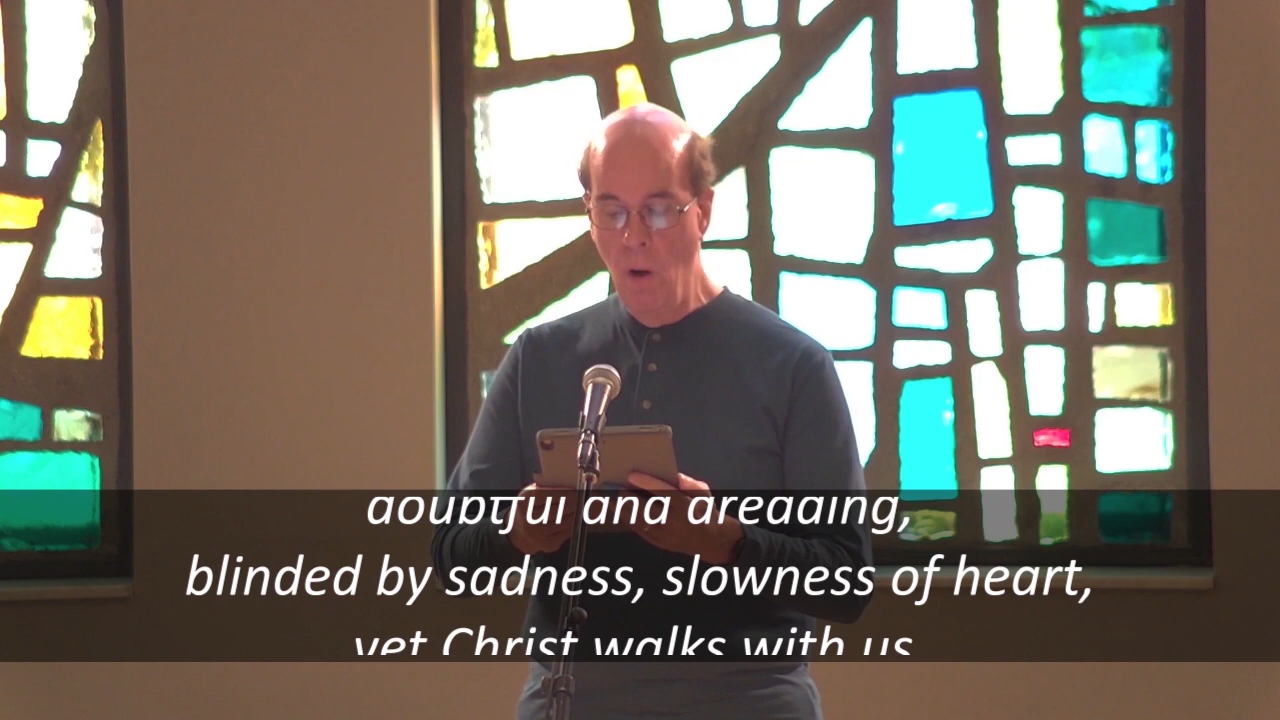 doubtful and dreading,
blinded by sadness, slowness of heart,
yet Christ walks with us